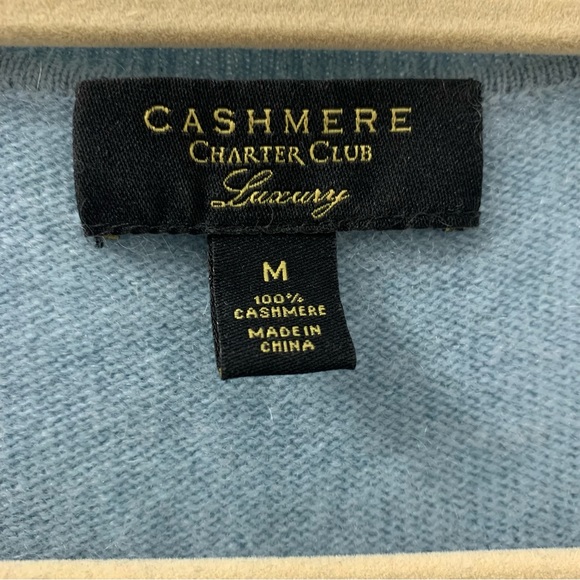 CASHMERE
CHARTER CLUB
Luxury
M
100%
CASHMERE
MADE IN
CHINA